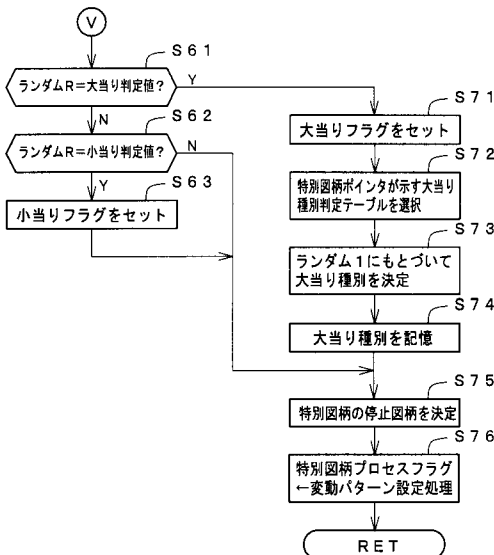 V
S61
ランダムR=大当り判定値?
Y
N
S62
ランダムR=小当り判定値?
N
Y
S63
小当りフラグをセット
S71
大当りフラグをセット
S72
特別図柄ポインタが示す大当り
種別判定テーブルを選択
S73
ランダム1にもとづいて
大当り種別を決定
S74
大当り種別を記憶
S75
特別図柄の停止図柄を決定
S76
特別図柄プロセスフラグ
←変動パターン設定処理
RET